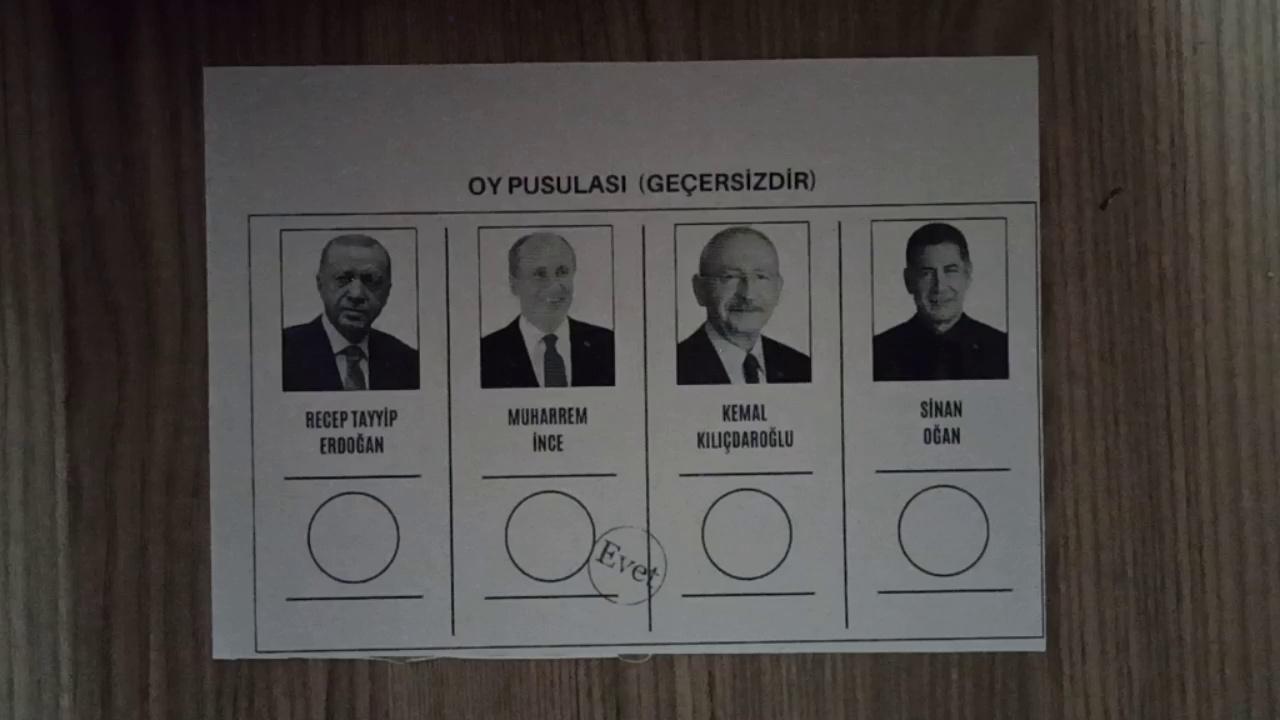 OY PUSULASI (GEÇERSİZDİR)
RECEP TAYYİP
ERDOĞAN
MUHARREM
İNCE
KEMAL
KILIÇDAROĞLU
SİNAN
OĞAN
Evet